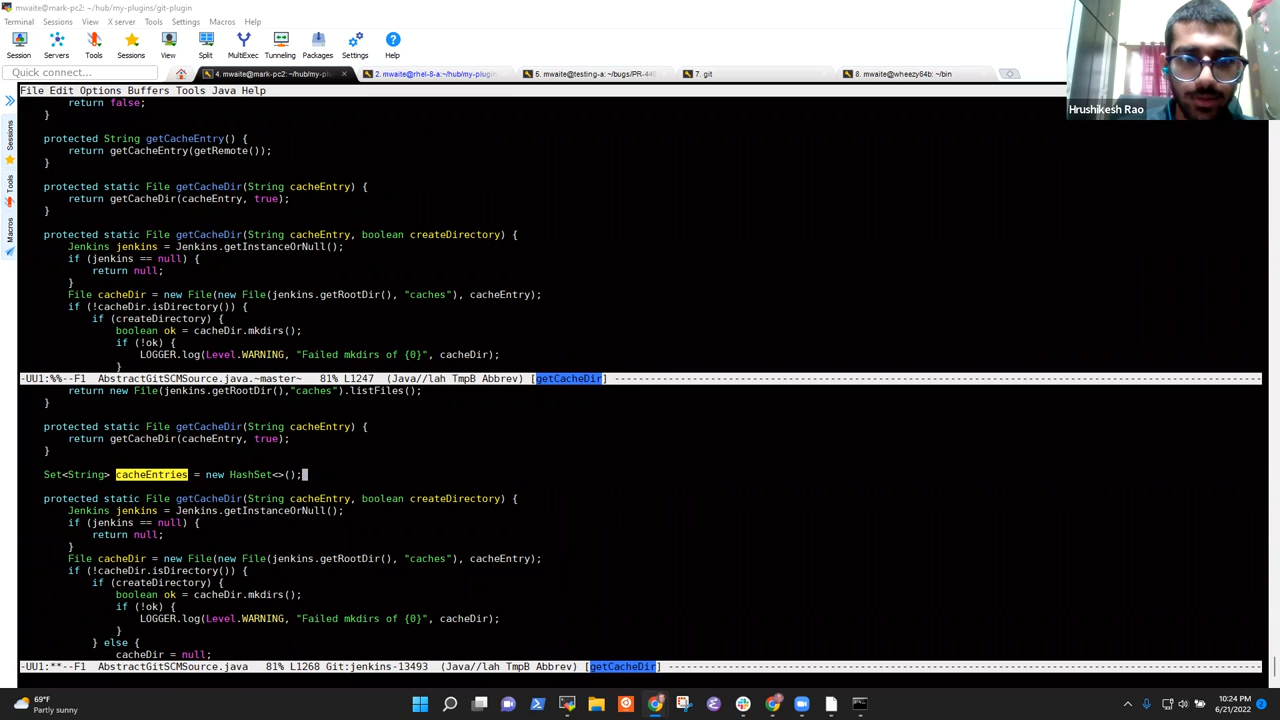 mwaite@mark-pc2: ~/hub/my-plugins/git-plugin
Terminal Sessions View X server Tools Settings Macros Help
Session Servers Tools Sessions View Split MultiExec Tunneling Packages Settings Help
Quick connect... 4. mwaite@mark-pc2: ~/hub/my-pl 2. mwaite@rhel-8-a:~/hub/my-plugin 5. mwaite@testing-a:~/bugs/PR-44 7. git 8. mwaite@wheezy64b: ~/bin
File Edit Options Buffers Tools Java Help
return false;
}
protected String getCacheEntry() {
return getCacheEntry(getRemote());
}
protected static File getCacheDir(String cacheEntry) {
return getCacheDir(cacheEntry, true);
}
protected static File getCacheDir(String cacheEntry, boolean createDirectory) {
Jenkins jenkins = Jenkins.getInstanceOrNull();
if (jenkins == null) {
return null;
}
File cacheDir = new File(new File(jenkins.getRootDir(), "caches"), cacheEntry);
if (!cacheDir.isDirectory()) {
if (createDirectory) {
boolean ok = cacheDir.mkdirs();
if (!ok) {
LOGGER.log(Level.WARNING, "Failed mkdirs of {0}", cacheDir);
}
-UU1:%%--F1 AbstractGitSCMSource.java.~master~ 81% L1247 (Java//lah TmpB Abbrev) [getCacheDir]
return new File(jenkins.getRootDir(),"caches").listFiles();
}
protected static File getCacheDir(String cacheEntry) {
return getCacheDir(cacheEntry, true);
}
Set<String> cacheEntries = new HashSet<>();
protected static File getCacheDir(String cacheEntry, boolean createDirectory) {
Jenkins jenkins = Jenkins.getInstanceOrNull();
if (jenkins == null) {
return null;
}
File cacheDir = new File(new File(jenkins.getRootDir(), "caches"), cacheEntry);
if (!cacheDir.isDirectory()) {
if (createDirectory) {
boolean ok = cacheDir.mkdirs();
if (!ok) {
LOGGER.log(Level.WARNING, "Failed mkdirs of {0}", cacheDir);
}
} else {
cacheDir = null;
-UU1:**--F1 AbstractGitSCMSource.java 81% L1268 Git:jenkins-13493 (Java//lah TmpB Abbrev) [getCacheDir]
Sessions
Tools
Macros
Hrushikesh Rao
69°F
Partly sunny
10:24 PM
6/21/2022